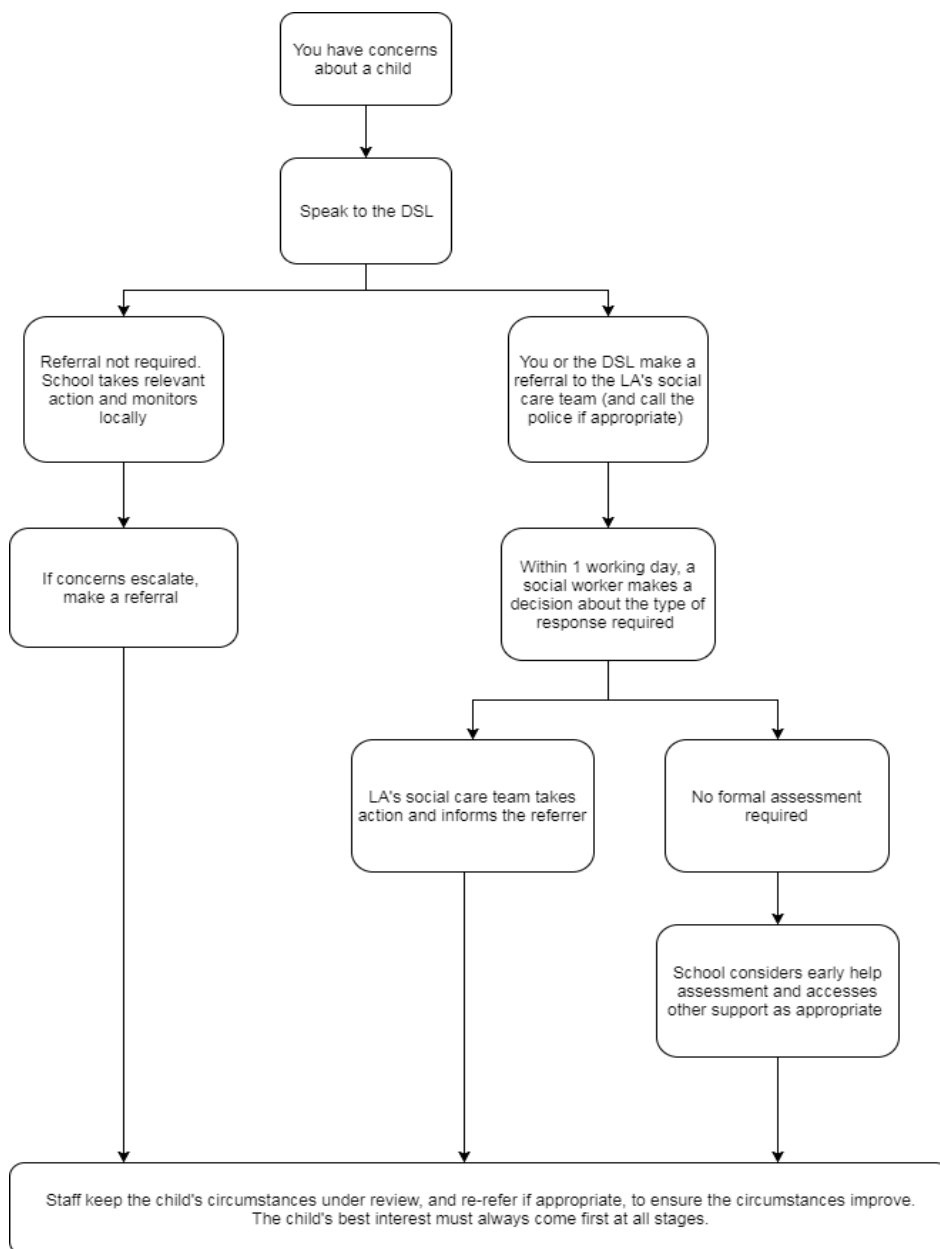 You have concerns
about a child
Speak to the DSL
Referral not required.
School takes relevant
action and monitors
locally
You or the DSL make a
referral to the LA's social
care team (and call the
police if appropriate)
If concerns escalate,
make a referral
Within 1 working day, a
social worker makes a
decision about the type of
response required
LA's social care team takes
action and informs the referrer
No formal assessment
required
School considers early help
assessment and accesses
other support as appropriate
Staff keep the child's circumstances under review, and re-refer if appropriate, to ensure the circumstances improve.
The child's best interest must always come first at all stages.